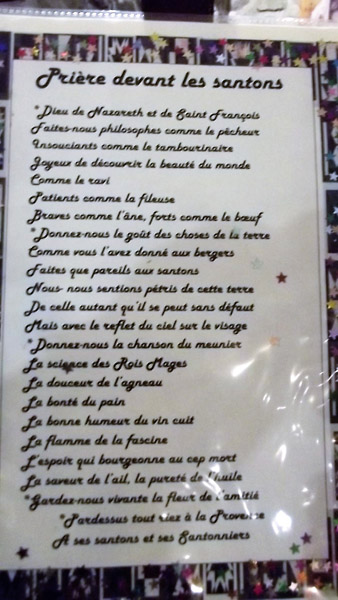 Prière devant les santons
*Dieu de Nazareth et de Saint François
Faites-nous philosophes comme le pêcheur
Insouciants comme le tambourinaire
Joyeux de découvrir la beauté du monde
Comme le ravi
Patients comme la fileuse
Braves comme l'âne, forts comme le bœuf
*Donnez-nous le goût des choses de la terre
Comme vous l'avez donné aux bergers
Faites que pareils aux santons
Nous- nous sentions pétris de cette terre
De celle autant qu'il se peut sans défaut
Mais avec le reflet du ciel sur le visage
*Donnez-nous la chanson du meunier
La science des Rois Mages
La douceur de l'agneau
La bonté du pain
La bonne humeur du vin cuit
La flamme de la fascine
L'espoir qui bourgeonne au cep mort
La saveur de l'ail, la pureté de l'huile
*Gardez-nous vivante la fleur de l'amitié
*Pardessus tout à la Provence
A ses santons et ses Santonniers